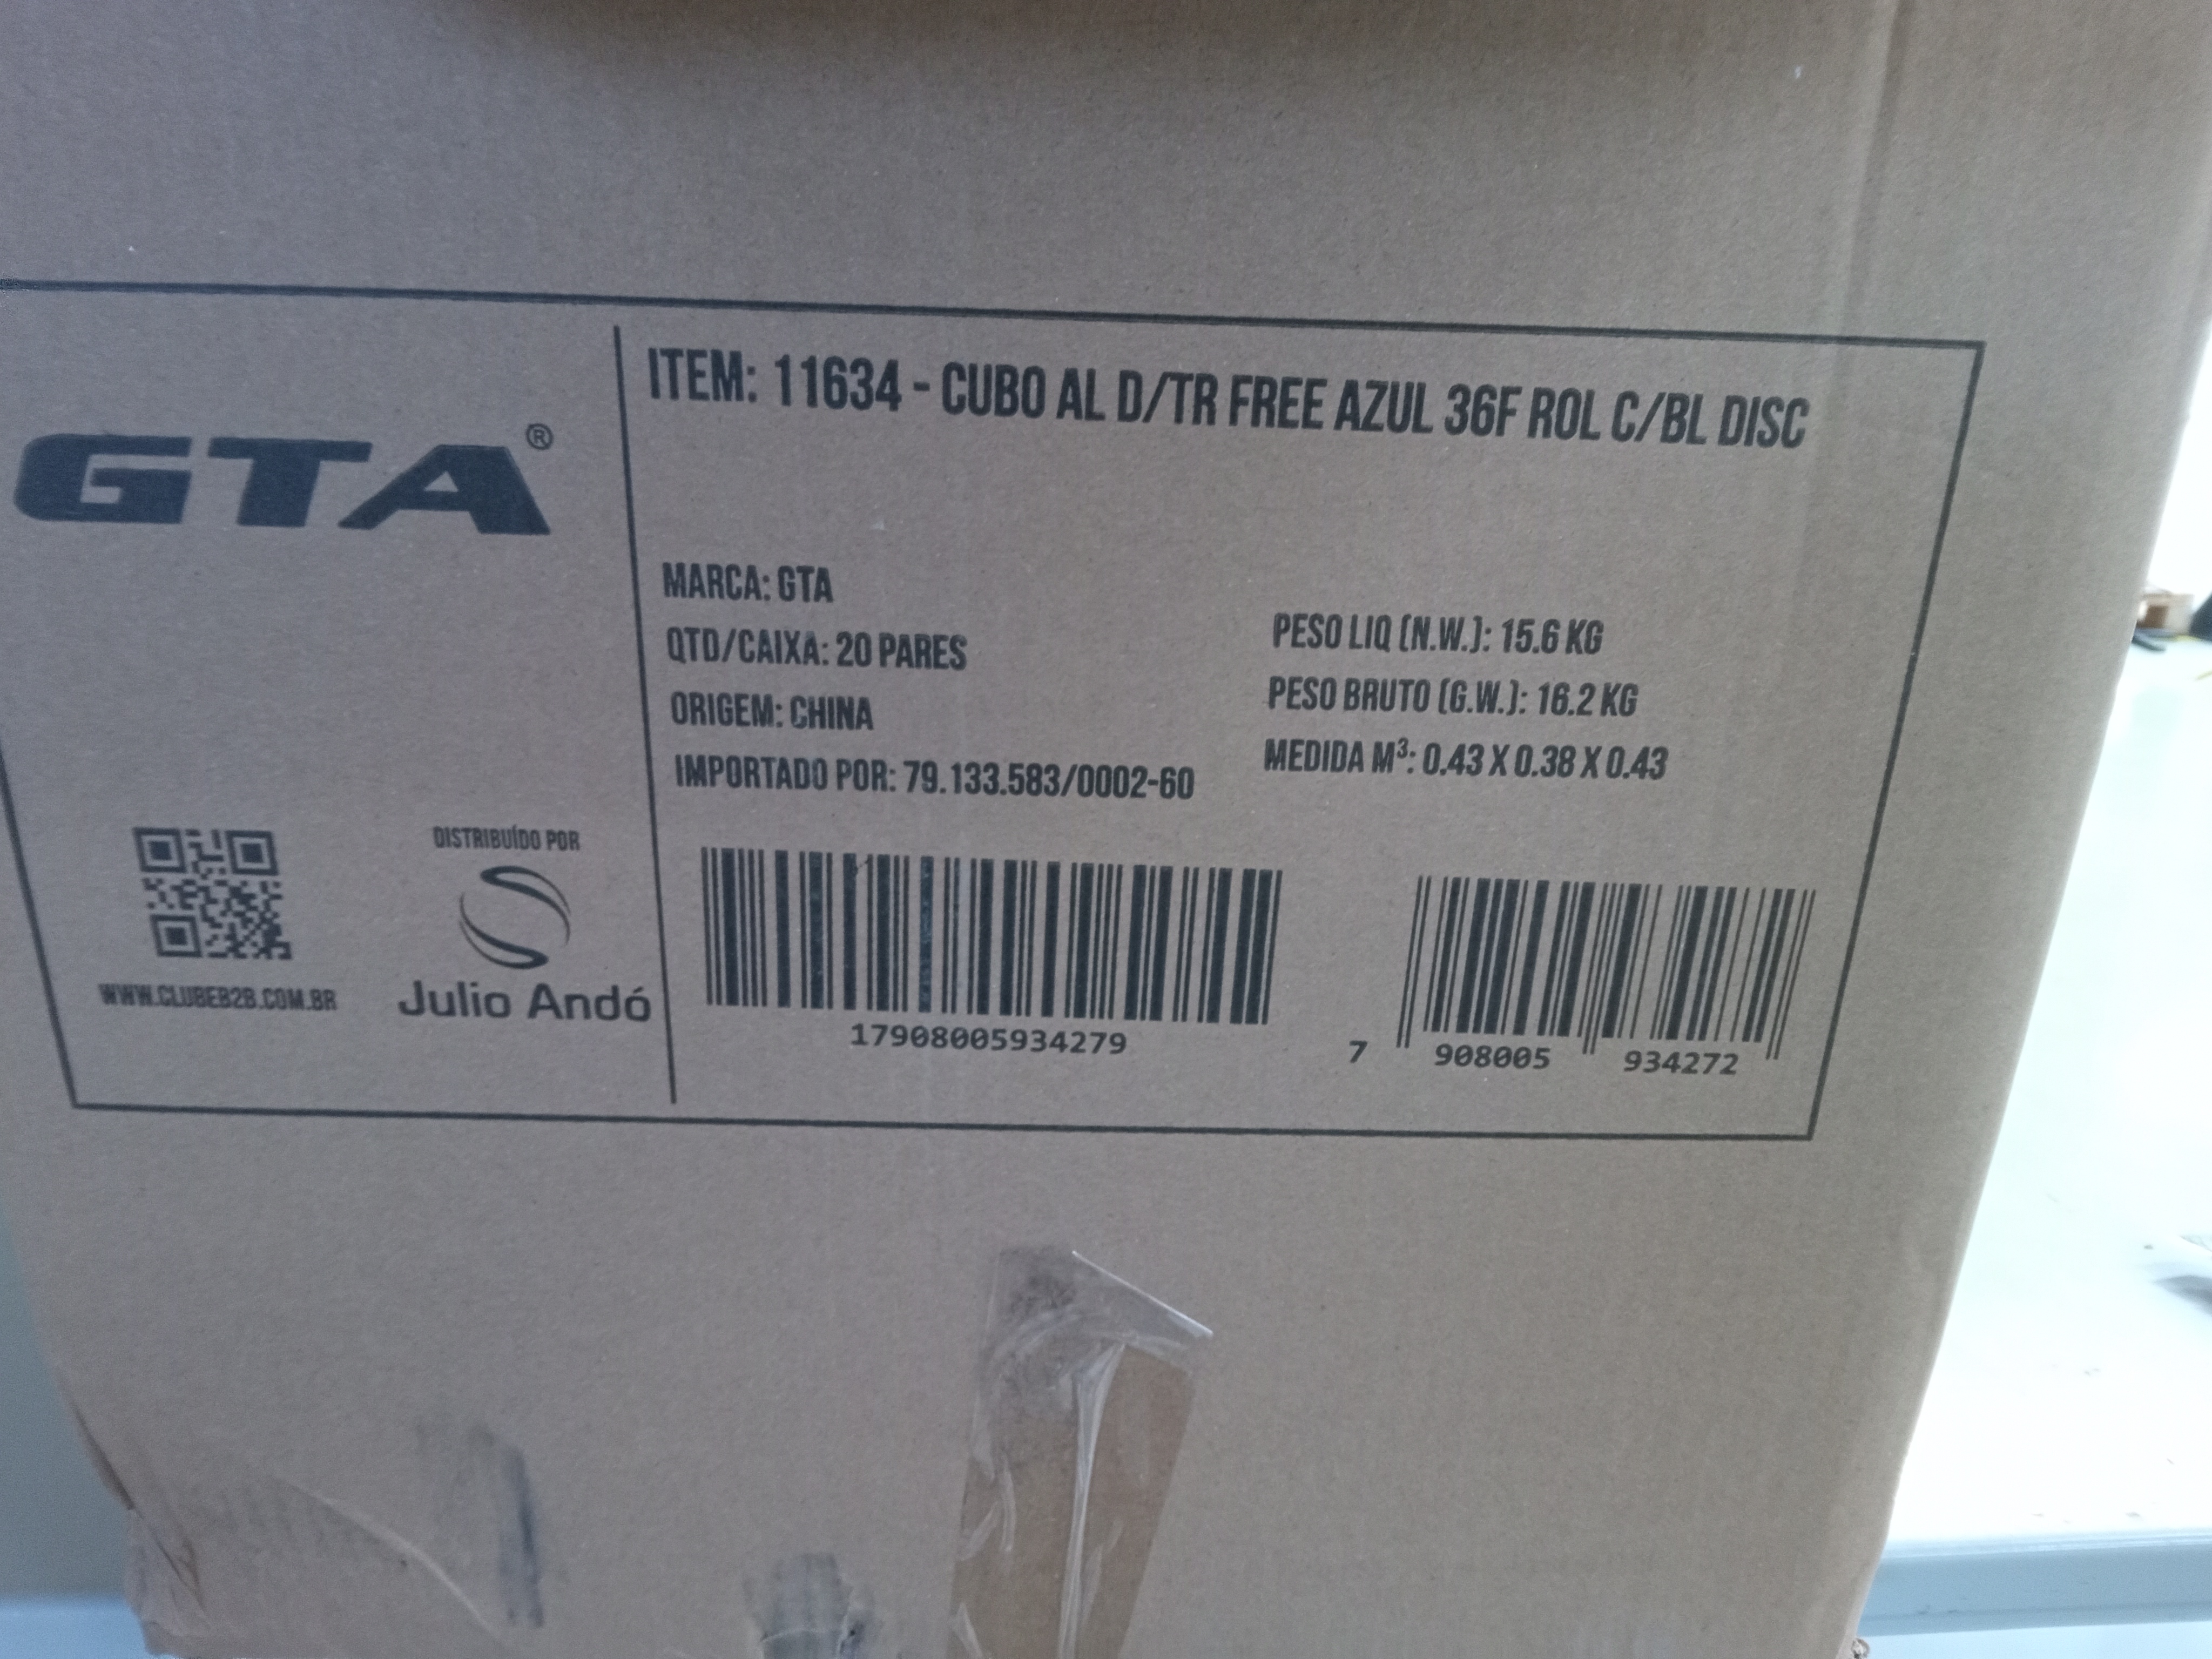 GTA®
WWW.CLUBEB2B.COM.BR
DISTRIBUÍDO POR
Julio Andó
ITEM: 11634 - CUBO AL D/TR FREE AZUL 36F ROL C/BL DISC
MARCA: GTA
QTD/CAIXA: 20 PARES
ORIGEM: CHINA
IMPORTADO POR: 79.133.583/0002-60
PESO LIQ (N.W.): 15.6 KG
PESO BRUTO (G.W.): 16.2 KG
MEDIDA M³: 0.43 X 0.38 X 0.43
17908005934279
7 908005 934272